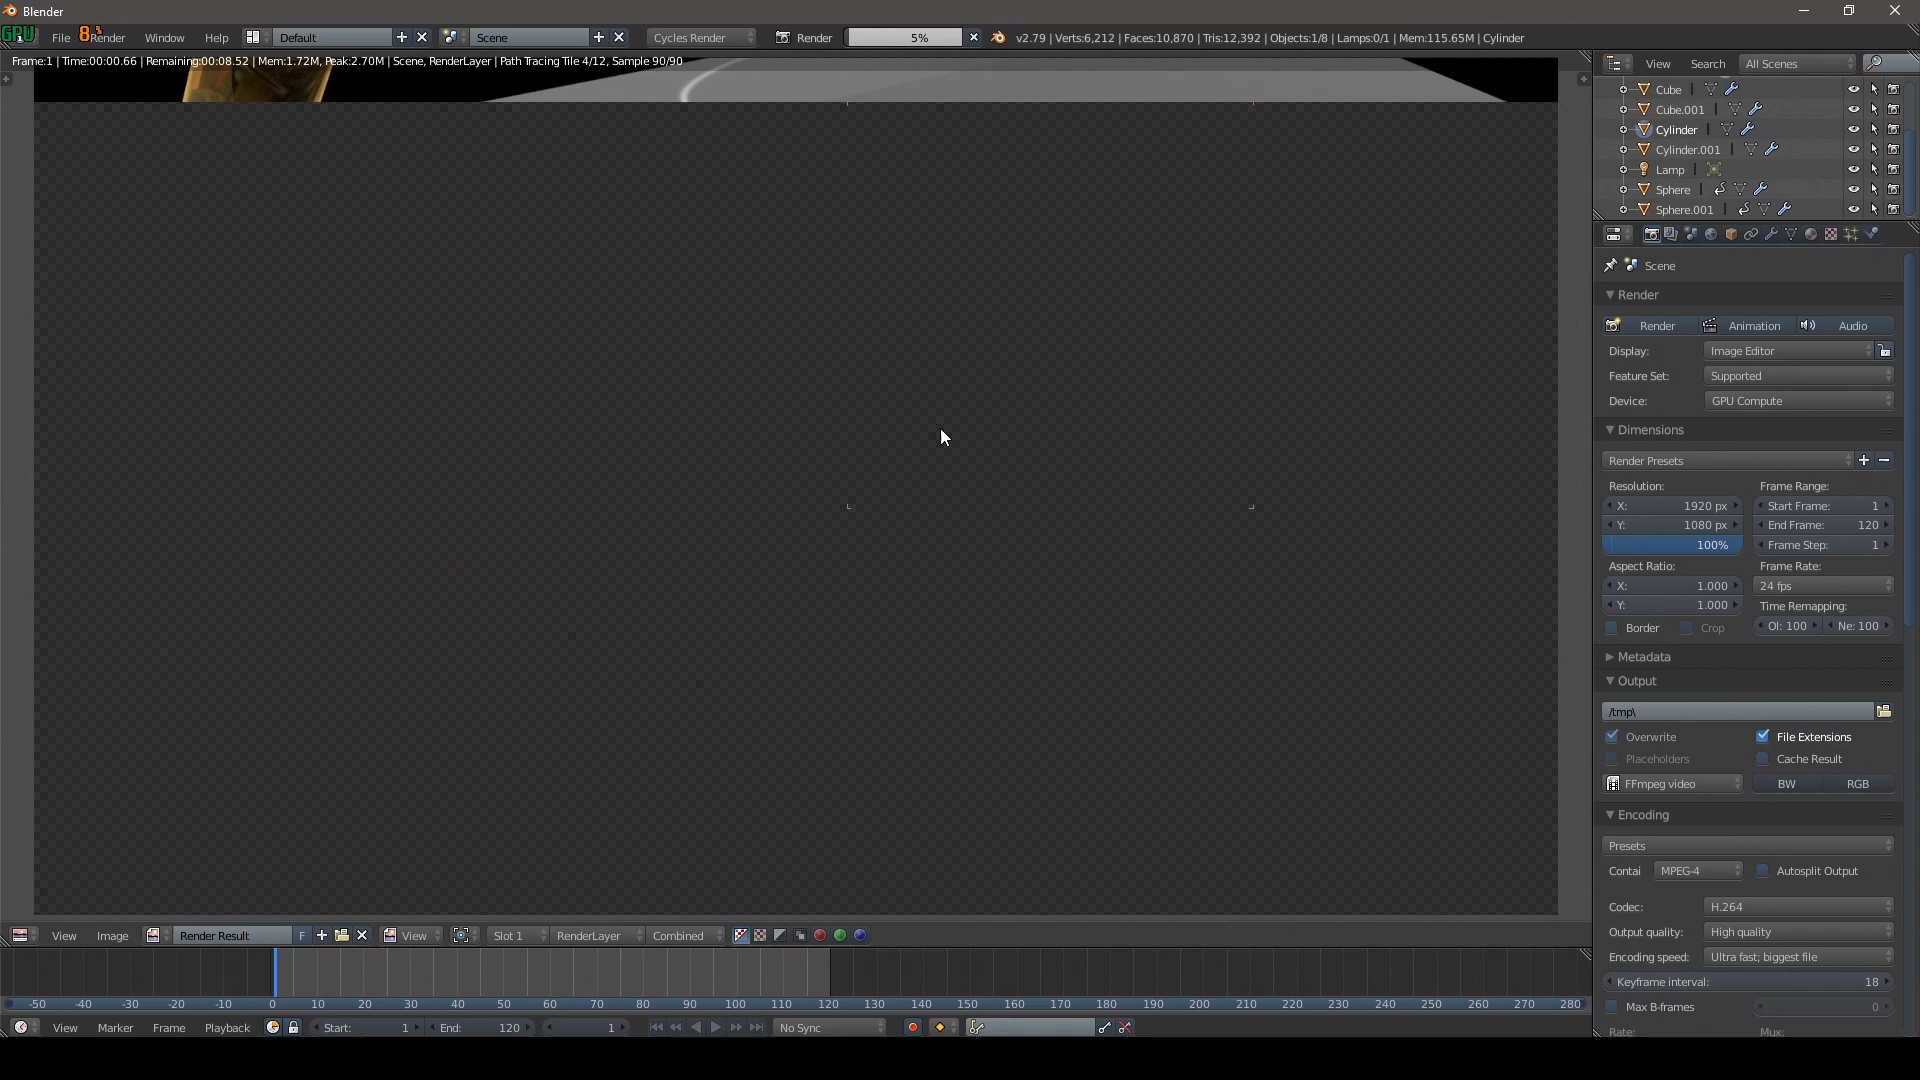 Blender
GPU
8%
File Render Window Help Default Scene Cycles Render Render 5% v2.79 | Verts:6,212 | Faces:10,870 | Tris:12,392 | Objects:1/8 | Lamps:0/1 | Mem:115.65M | Cylinder
Frame:1 | Time:00:00.66 | Remaining:00:08.52 | Mem:1.72M, Peak:2.70M | Scene, RenderLayer | Path Tracing Tile 4/12, Sample 90/90
View Search All Scenes
Cube
Cube.001
Cylinder
Cylinder.001
Lamp
Sphere
Sphere.001
Scene
Render
Render Animation Audio
Display: Image Editor
Feature Set: Supported
Device: GPU Compute
Dimensions
Render Presets
Resolution: Frame Range:
X: 1920 px Start Frame: 1
Y: 1080 px End Frame: 120
100% Frame Step: 1
Aspect Ratio: Frame Rate:
X: 1.000 24 fps
Y: 1.000 Time Remapping:
Border Crop Ol: 100 Ne: 100
Metadata
Output
/tmp\
Overwrite File Extensions
Placeholders Cache Result
FFmpeg video BW RGB
Encoding
Presets
Contai MPEG-4 Autosplit Output
Codec: H.264
Output quality: High quality
Encoding speed: Ultra fast; biggest file
Keyframe interval: 18
Max B-frames 0
Rate: Mux:
View Image Render Result F View Slot 1 RenderLayer Combined
-50 -40 -30 -20 -10 0 10 20 30 40 50 60 70 80 90 100 110 120 130 140 150 160 170 180 190 200 210 220 230 240 250 260 270 280
View Marker Frame Playback Start: 1 End: 120 1 No Sync